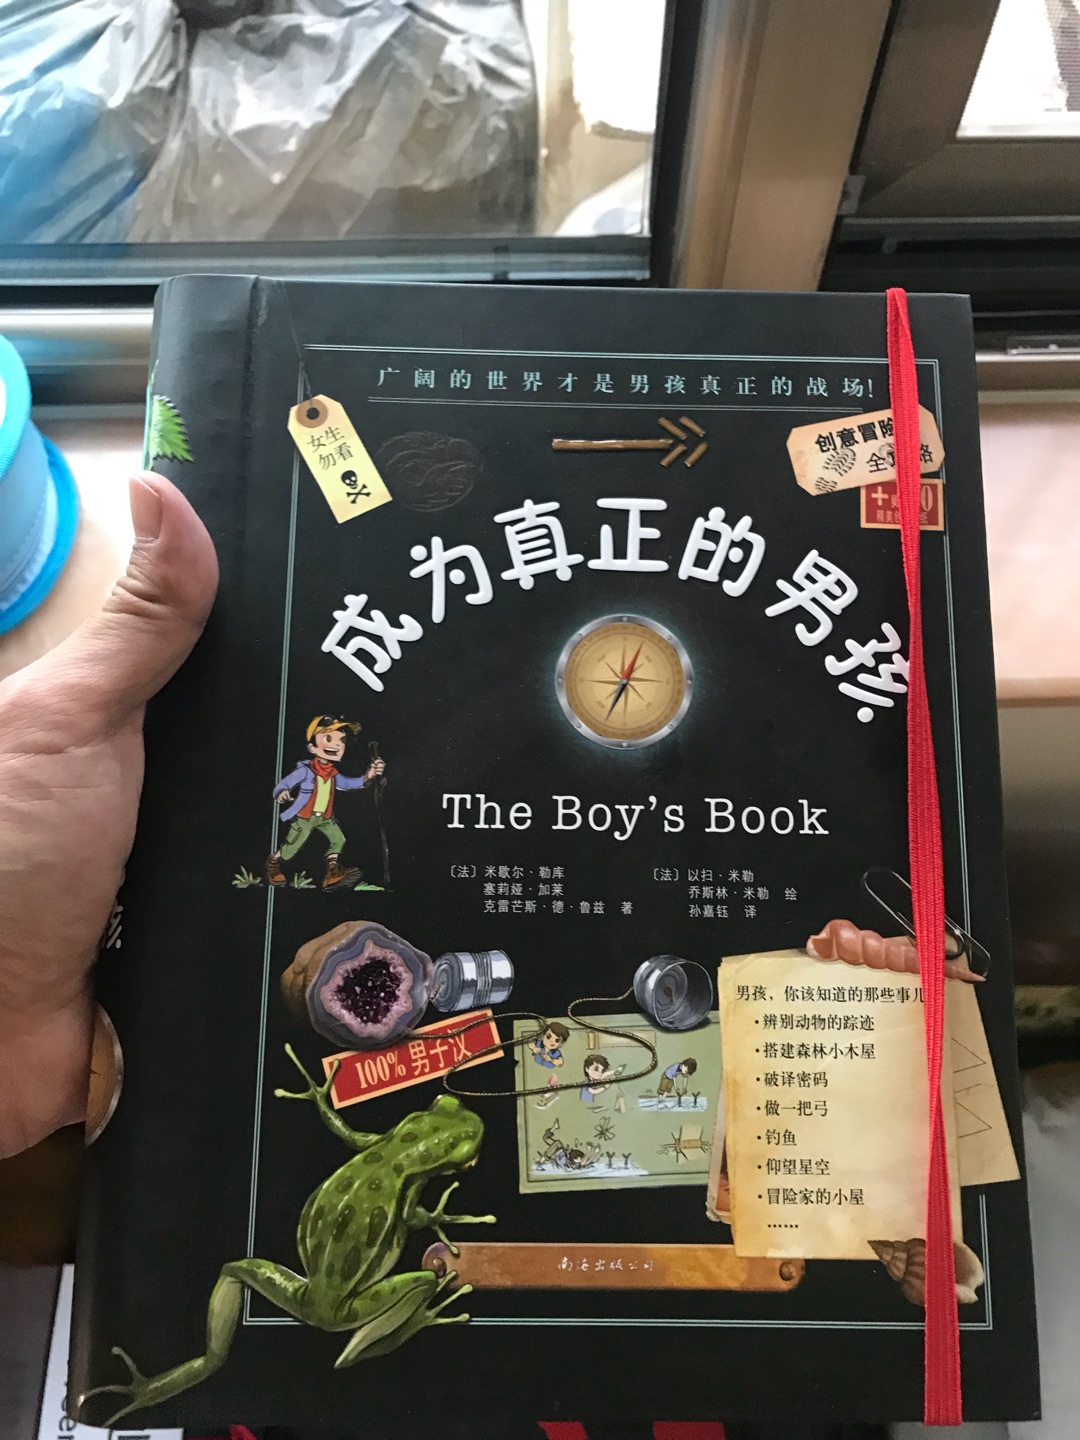 广阔的世界才是男孩真正的战场!
女生
勿看
创意冒险
全
成为真正的男孩
The Boy's Book
〔法〕米歇尔·勒库
塞莉娅·加莱
克雷芒斯·德·鲁兹 著
〔法〕以扫·米勒
乔斯林·米勒 绘
孙嘉钰 译
100% 男子汉
男孩，你该知道的那些事儿
·辨别动物的踪迹
·搭建森林小木屋
·破译密码
·做一把弓
·钓鱼
·仰望星空
·冒险家的小屋
……
南海出版公司
孩